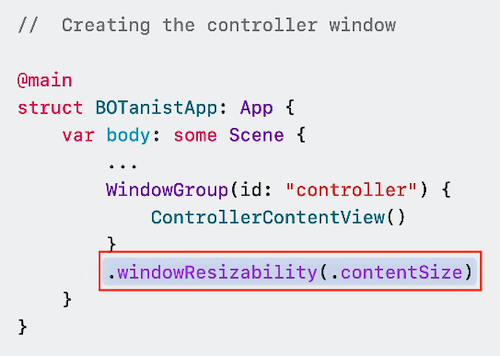 //  Creating the controller window

@main
struct BOTanistApp: App {
    var body: some Scene {
        ...
        WindowGroup(id: "controller") {
            ControllerContentView()
        }
        .windowResizability(.contentSize)
    }
}